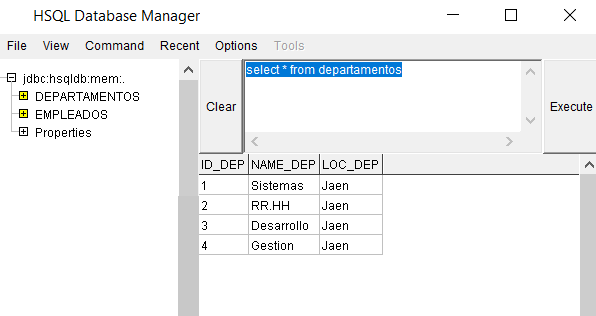 HSQL Database Manager
File View Command Recent Options Tools
jdbc:hsqldb:mem:.
DEPARTAMENTOS
EMPLEADOS
Properties
Clear
select * from departamentos
Execute
ID_DEP NAME_DEP LOC_DEP
1 Sistemas Jaen
2 RR.HH Jaen
3 Desarrollo Jaen
4 Gestion Jaen